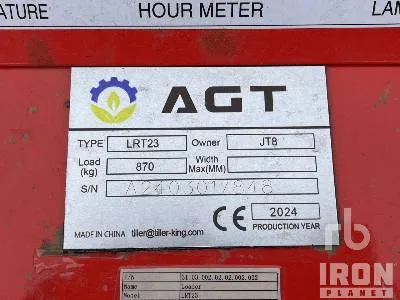 ATURE HOUR METER LAM
AGT
TYPE LRT23 Owner JT8
Load (kg) 870 Width Max(MM)
S/N
CE 2024
MADE IN CHINA tiller@tiller-king.com PRODUCTION YEAR
rb
IRON
PLANET
Name Loader
Model LRT23